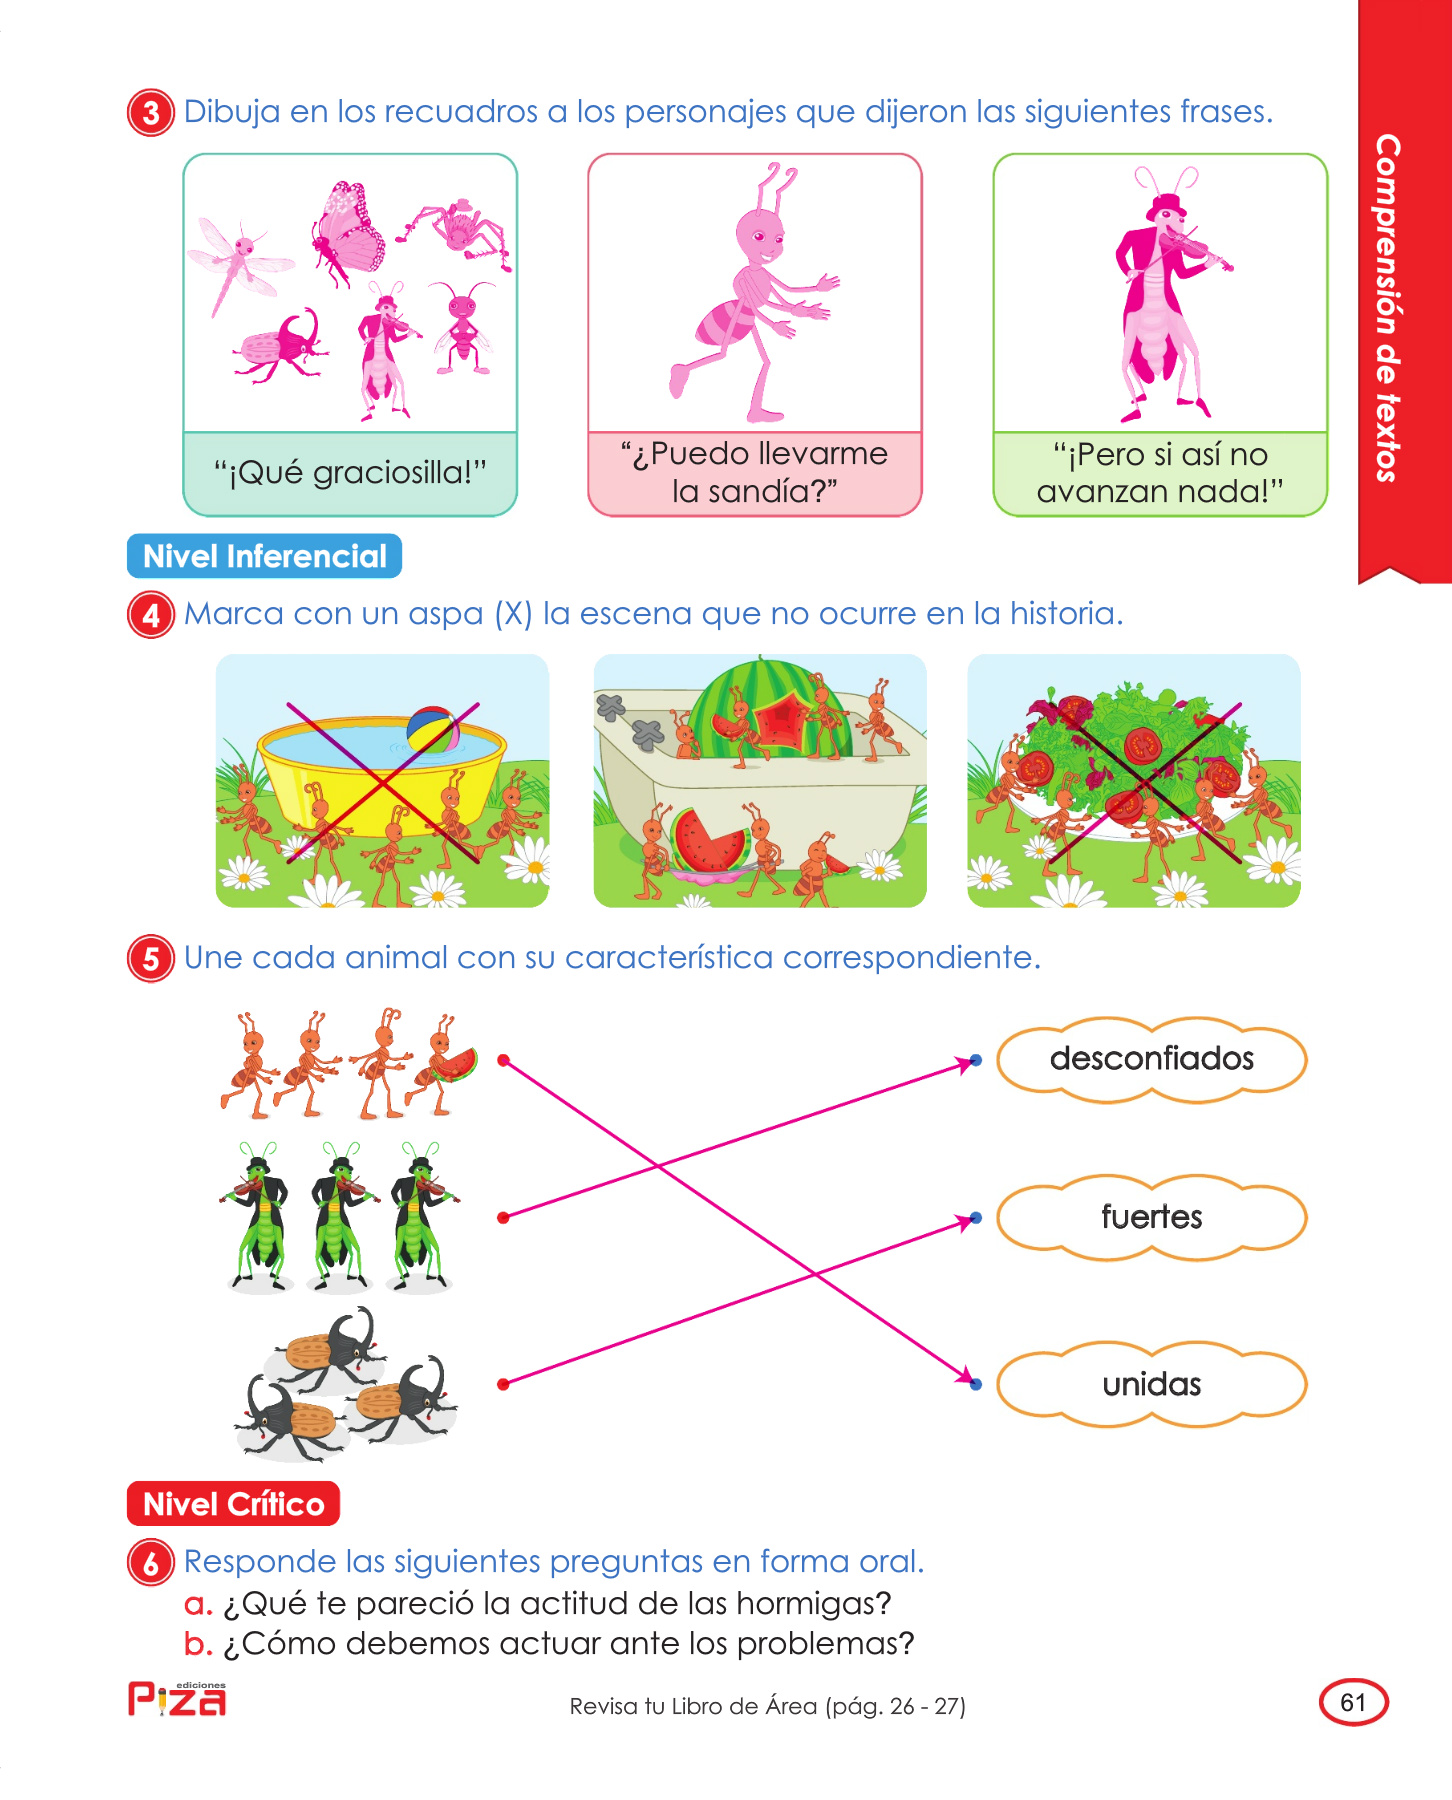 3 Dibuja en los recuadros a los personajes que dijeron las siguientes frases.
“¡Qué graciosilla!”
“¿Puedo llevarme
la sandía?”
“¡Pero si así no
avanzan nada!”
Comprensión de textos
Nivel Inferencial
4 Marca con un aspa (X) la escena que no ocurre en la historia.
5 Une cada animal con su característica correspondiente.
desconfiados
fuertes
unidas
Nivel Crítico
6 Responde las siguientes preguntas en forma oral.
a. ¿Qué te pareció la actitud de las hormigas?
b. ¿Cómo debemos actuar ante los problemas?
ediciones
Piza
Revisa tu Libro de Área (pág. 26 - 27)
61